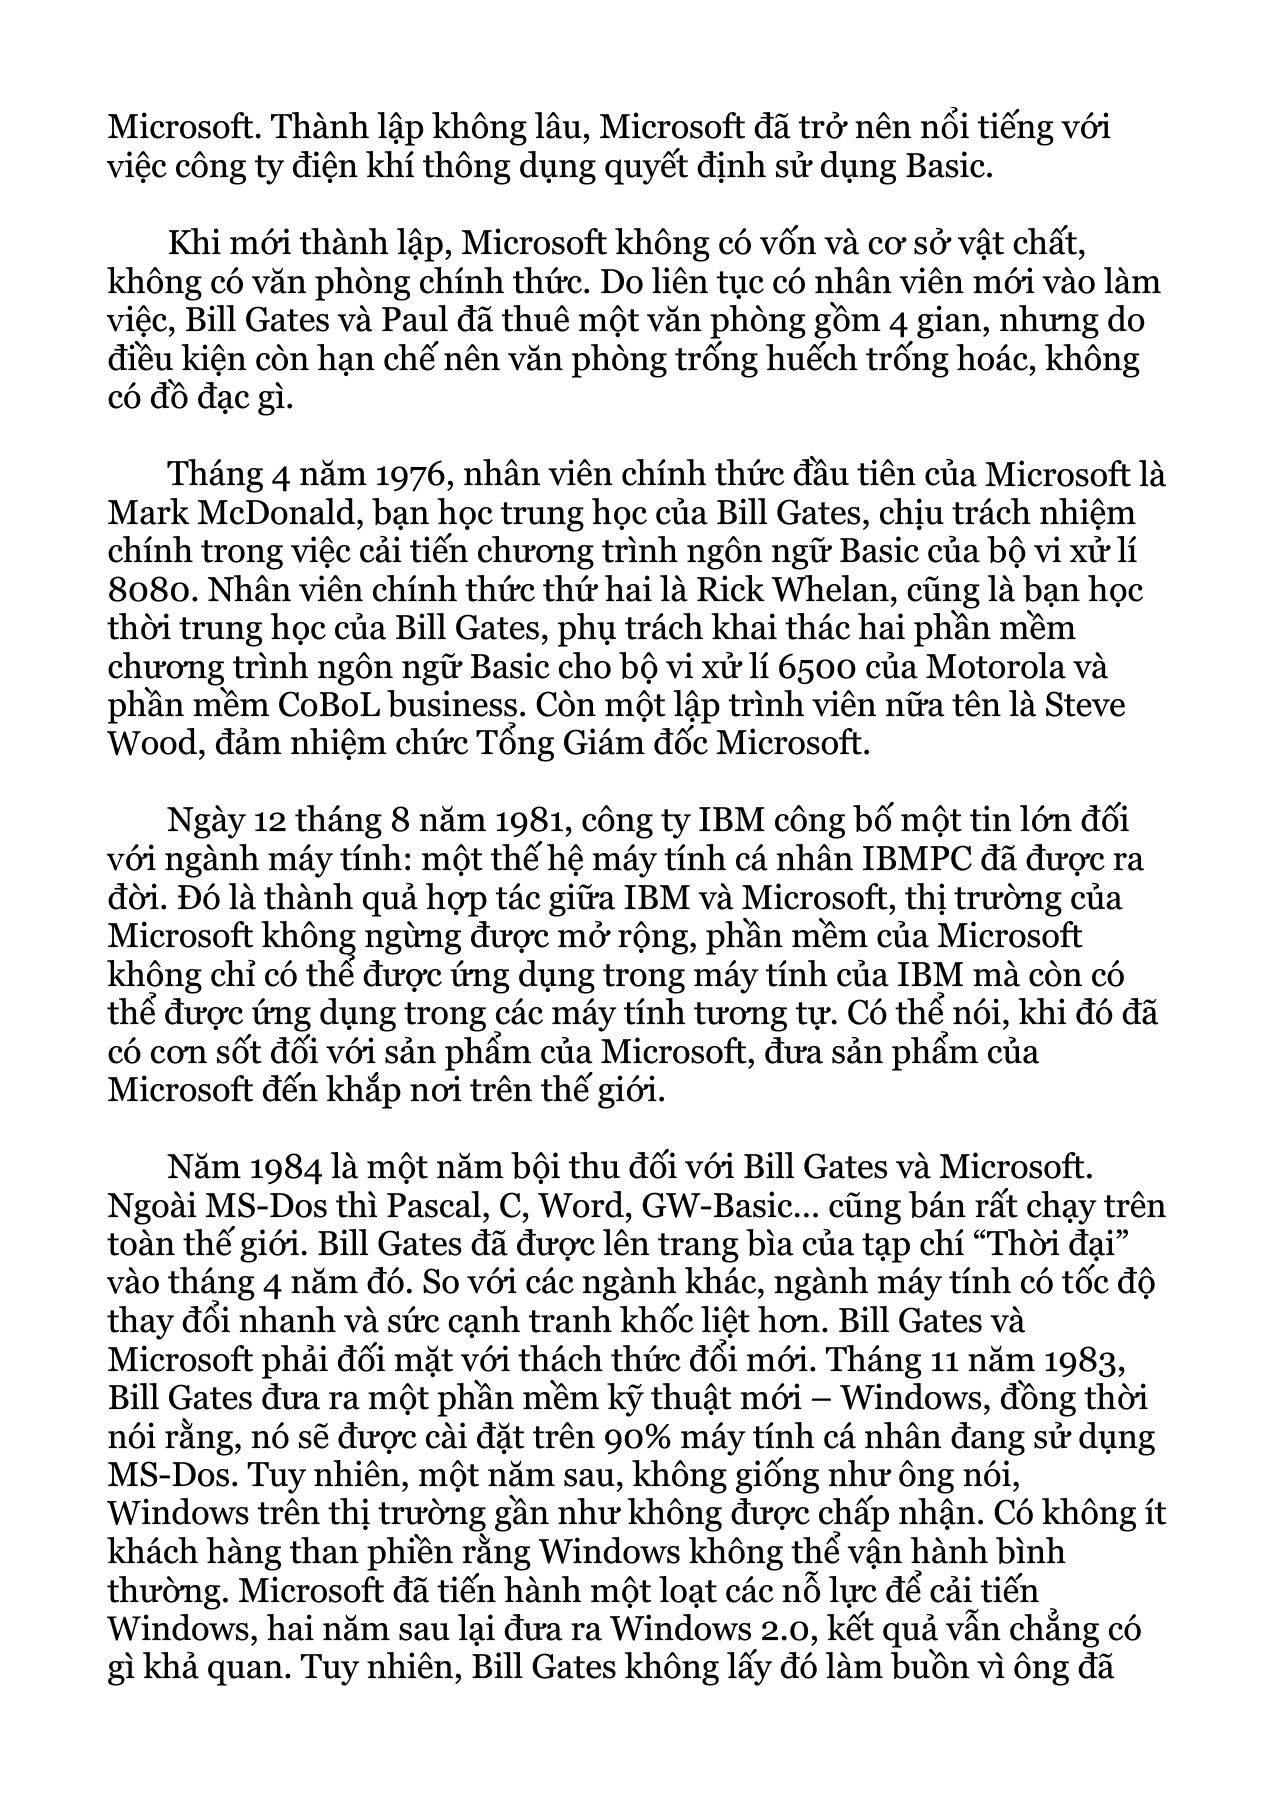 Microsoft. Thành lập không lâu, Microsoft đã trở nên nổi tiếng với
việc công ty điện khí thông dụng quyết định sử dụng Basic.
Khi mới thành lập, Microsoft không có vốn và cơ sở vật chất,
không có văn phòng chính thức. Do liên tục có nhân viên mới vào làm
việc, Bill Gates và Paul đã thuê một văn phòng gồm 4 gian, nhưng do
điều kiện còn hạn chế nên văn phòng trống huếch trống hoác, không
có đồ đạc gì.
Tháng 4 năm 1976, nhân viên chính thức đầu tiên của Microsoft là
Mark McDonald, bạn học trung học của Bill Gates, chịu trách nhiệm
chính trong việc cải tiến chương trình ngôn ngữ Basic của bộ vi xử lí
8080. Nhân viên chính thức thứ hai là Rick Whelan, cũng là bạn học
thời trung học của Bill Gates, phụ trách khai thác hai phần mềm
chương trình ngôn ngữ Basic cho bộ vi xử lí 6500 của Motorola và
phần mềm CoBoL business. Còn một lập trình viên nữa tên là Steve
Wood, đảm nhiệm chức Tổng Giám đốc Microsoft.
Ngày 12 tháng 8 năm 1981, công ty IBM công bố một tin lớn đối
với ngành máy tính: một thế hệ máy tính cá nhân IBMPC đã được ra
đời. Đó là thành quả hợp tác giữa IBM và Microsoft, thị trường của
Microsoft không ngừng được mở rộng, phần mềm của Microsoft
không chỉ có thể được ứng dụng trong máy tính của IBM mà còn có
thể được ứng dụng trong các máy tính tương tự. Có thể nói, khi đó đã
có cơn sốt đối với sản phẩm của Microsoft, đưa sản phẩm của
Microsoft đến khắp nơi trên thế giới.
Năm 1984 là một năm bội thu đối với Bill Gates và Microsoft.
Ngoài MS-Dos thì Pascal, C, Word, GW-Basic... cũng bán rất chạy trên
toàn thế giới. Bill Gates đã được lên trang bìa của tạp chí “Thời đại”
vào tháng 4 năm đó. So với các ngành khác, ngành máy tính có tốc độ
thay đổi nhanh và sức cạnh tranh khốc liệt hơn. Bill Gates và
Microsoft phải đối mặt với thách thức đổi mới. Tháng 11 năm 1983,
Bill Gates đưa ra một phần mềm kỹ thuật mới – Windows, đồng thời
nói rằng, nó sẽ được cài đặt trên 90% máy tính cá nhân đang sử dụng
MS-Dos. Tuy nhiên, một năm sau, không giống như ông nói,
Windows trên thị trường gần như không được chấp nhận. Có không ít
khách hàng than phiền rằng Windows không thể vận hành bình
thường. Microsoft đã tiến hành một loạt các nỗ lực để cải tiến
Windows, hai năm sau lại đưa ra Windows 2.0, kết quả vẫn chẳng có
gì khả quan. Tuy nhiên, Bill Gates không lấy đó làm buồn vì ông đã